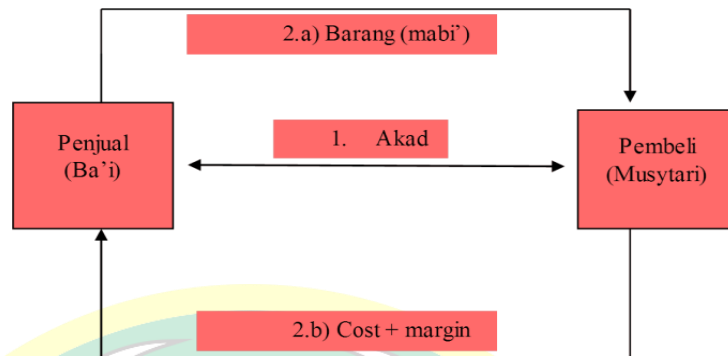 2.a) Barang (mabi’)
Penjual
(Ba’i)
1. Akad
Pembeli
(Musytari)
2.b) Cost + margin